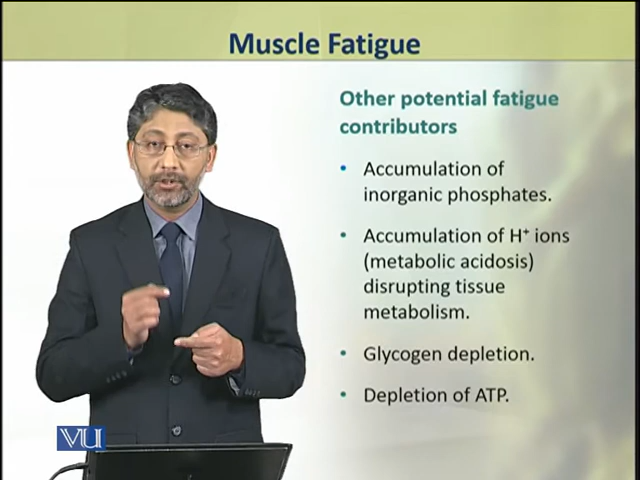 Muscle Fatigue
Other potential fatigue
contributors
• Accumulation of
inorganic phosphates.
• Accumulation of H⁺ ions
(metabolic acidosis)
disrupting tissue
metabolism.
• Glycogen depletion.
• Depletion of ATP.
VU